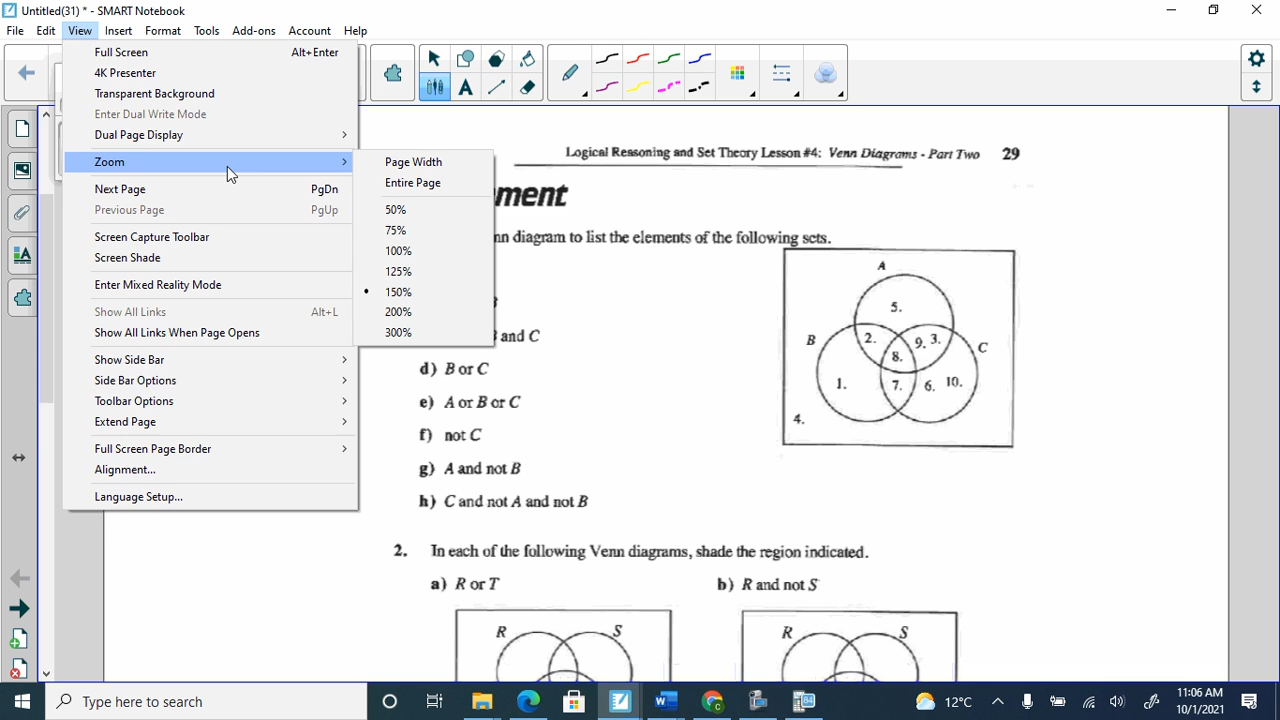 Untitled(31) * - SMART Notebook
File Edit View Insert Format Tools Add-ons Account Help
Full Screen Alt+Enter
4K Presenter
Transparent Background
Enter Dual Write Mode
Dual Page Display
Zoom
Next Page PgDn
Previous Page PgUp
Screen Capture Toolbar
Screen Shade
Enter Mixed Reality Mode
Show All Links Alt+L
Show All Links When Page Opens
Show Side Bar
Side Bar Options
Toolbar Options
Extend Page
Full Screen Page Border
Alignment...
Language Setup...
Page Width
Entire Page
50%
75%
100%
125%
150%
200%
300%
Logical Reasoning and Set Theory Lesson #4: Venn Diagrams - Part Two 29
ment
nn diagram to list the elements of the following sets.
B
B and C
d) B or C
e) A or B or C
f) not C
g) A and not B
h) C and not A and not B
A
5.
B
2.
9. 3.
C
8.
1.
7.
6.
10.
4.
2. In each of the following Venn diagrams, shade the region indicated.
a) R or T
b) R and not S
R S
R S
Type here to search
12°C
11:06 AM
10/1/2021